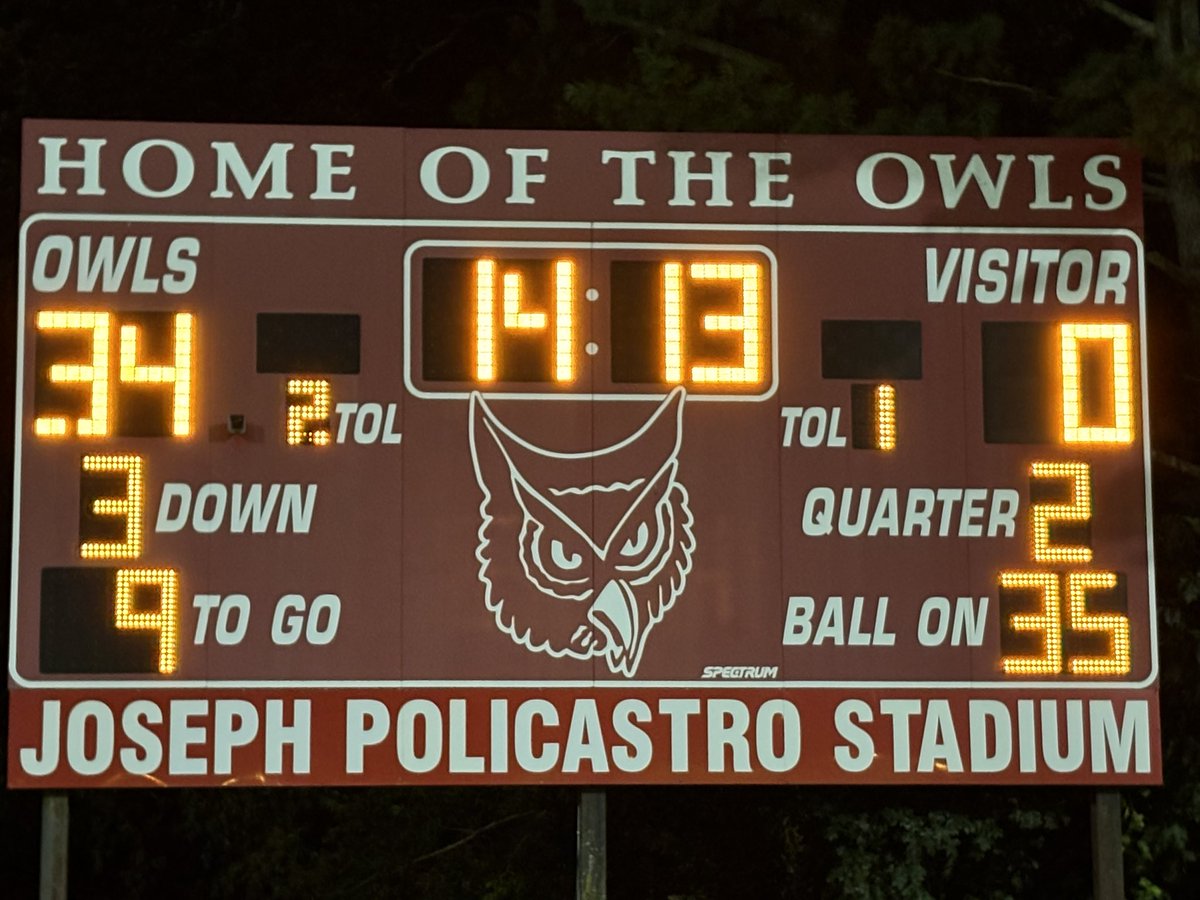 HOME OF THE OWLS
OWLS 14:13 VISITOR
34 2 TOL TOL 1 0
3 DOWN QUARTER 2
9 TO GO BALL ON 35
SPECTRUM
JOSEPH POLICASTRO STADIUM